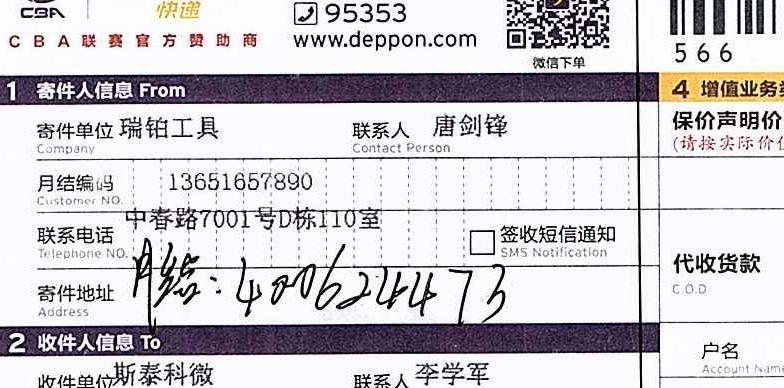 CBA 快递 95353
CBA联赛官方赞助商 www.deppon.com
微信下单
566
1 寄件人信息 From
4 增值业务
寄件单位 瑞铂工具 联系人 唐剑锋
Company Contact Person
保价声明价
(请按实际价
月结编码 13651657890
Customer NO.
中春路7001号D栋110室
联系电话 签收短信通知
Telephone NO. SMS Notification
月结:400624473
代收货款
C.O.D
寄件地址
Address
2 收件人信息 To
户名
Account Name
收件单位 斯泰科微 联系人 李学军